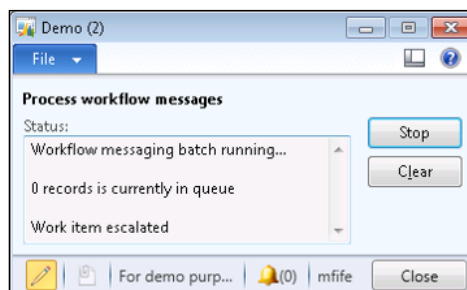 Demo (2)
File
Process workflow messages
Status:
Workflow messaging batch running...
0 records is currently in queue
Work item escalated
Stop
Clear
For demo purp... (0) mfife Close